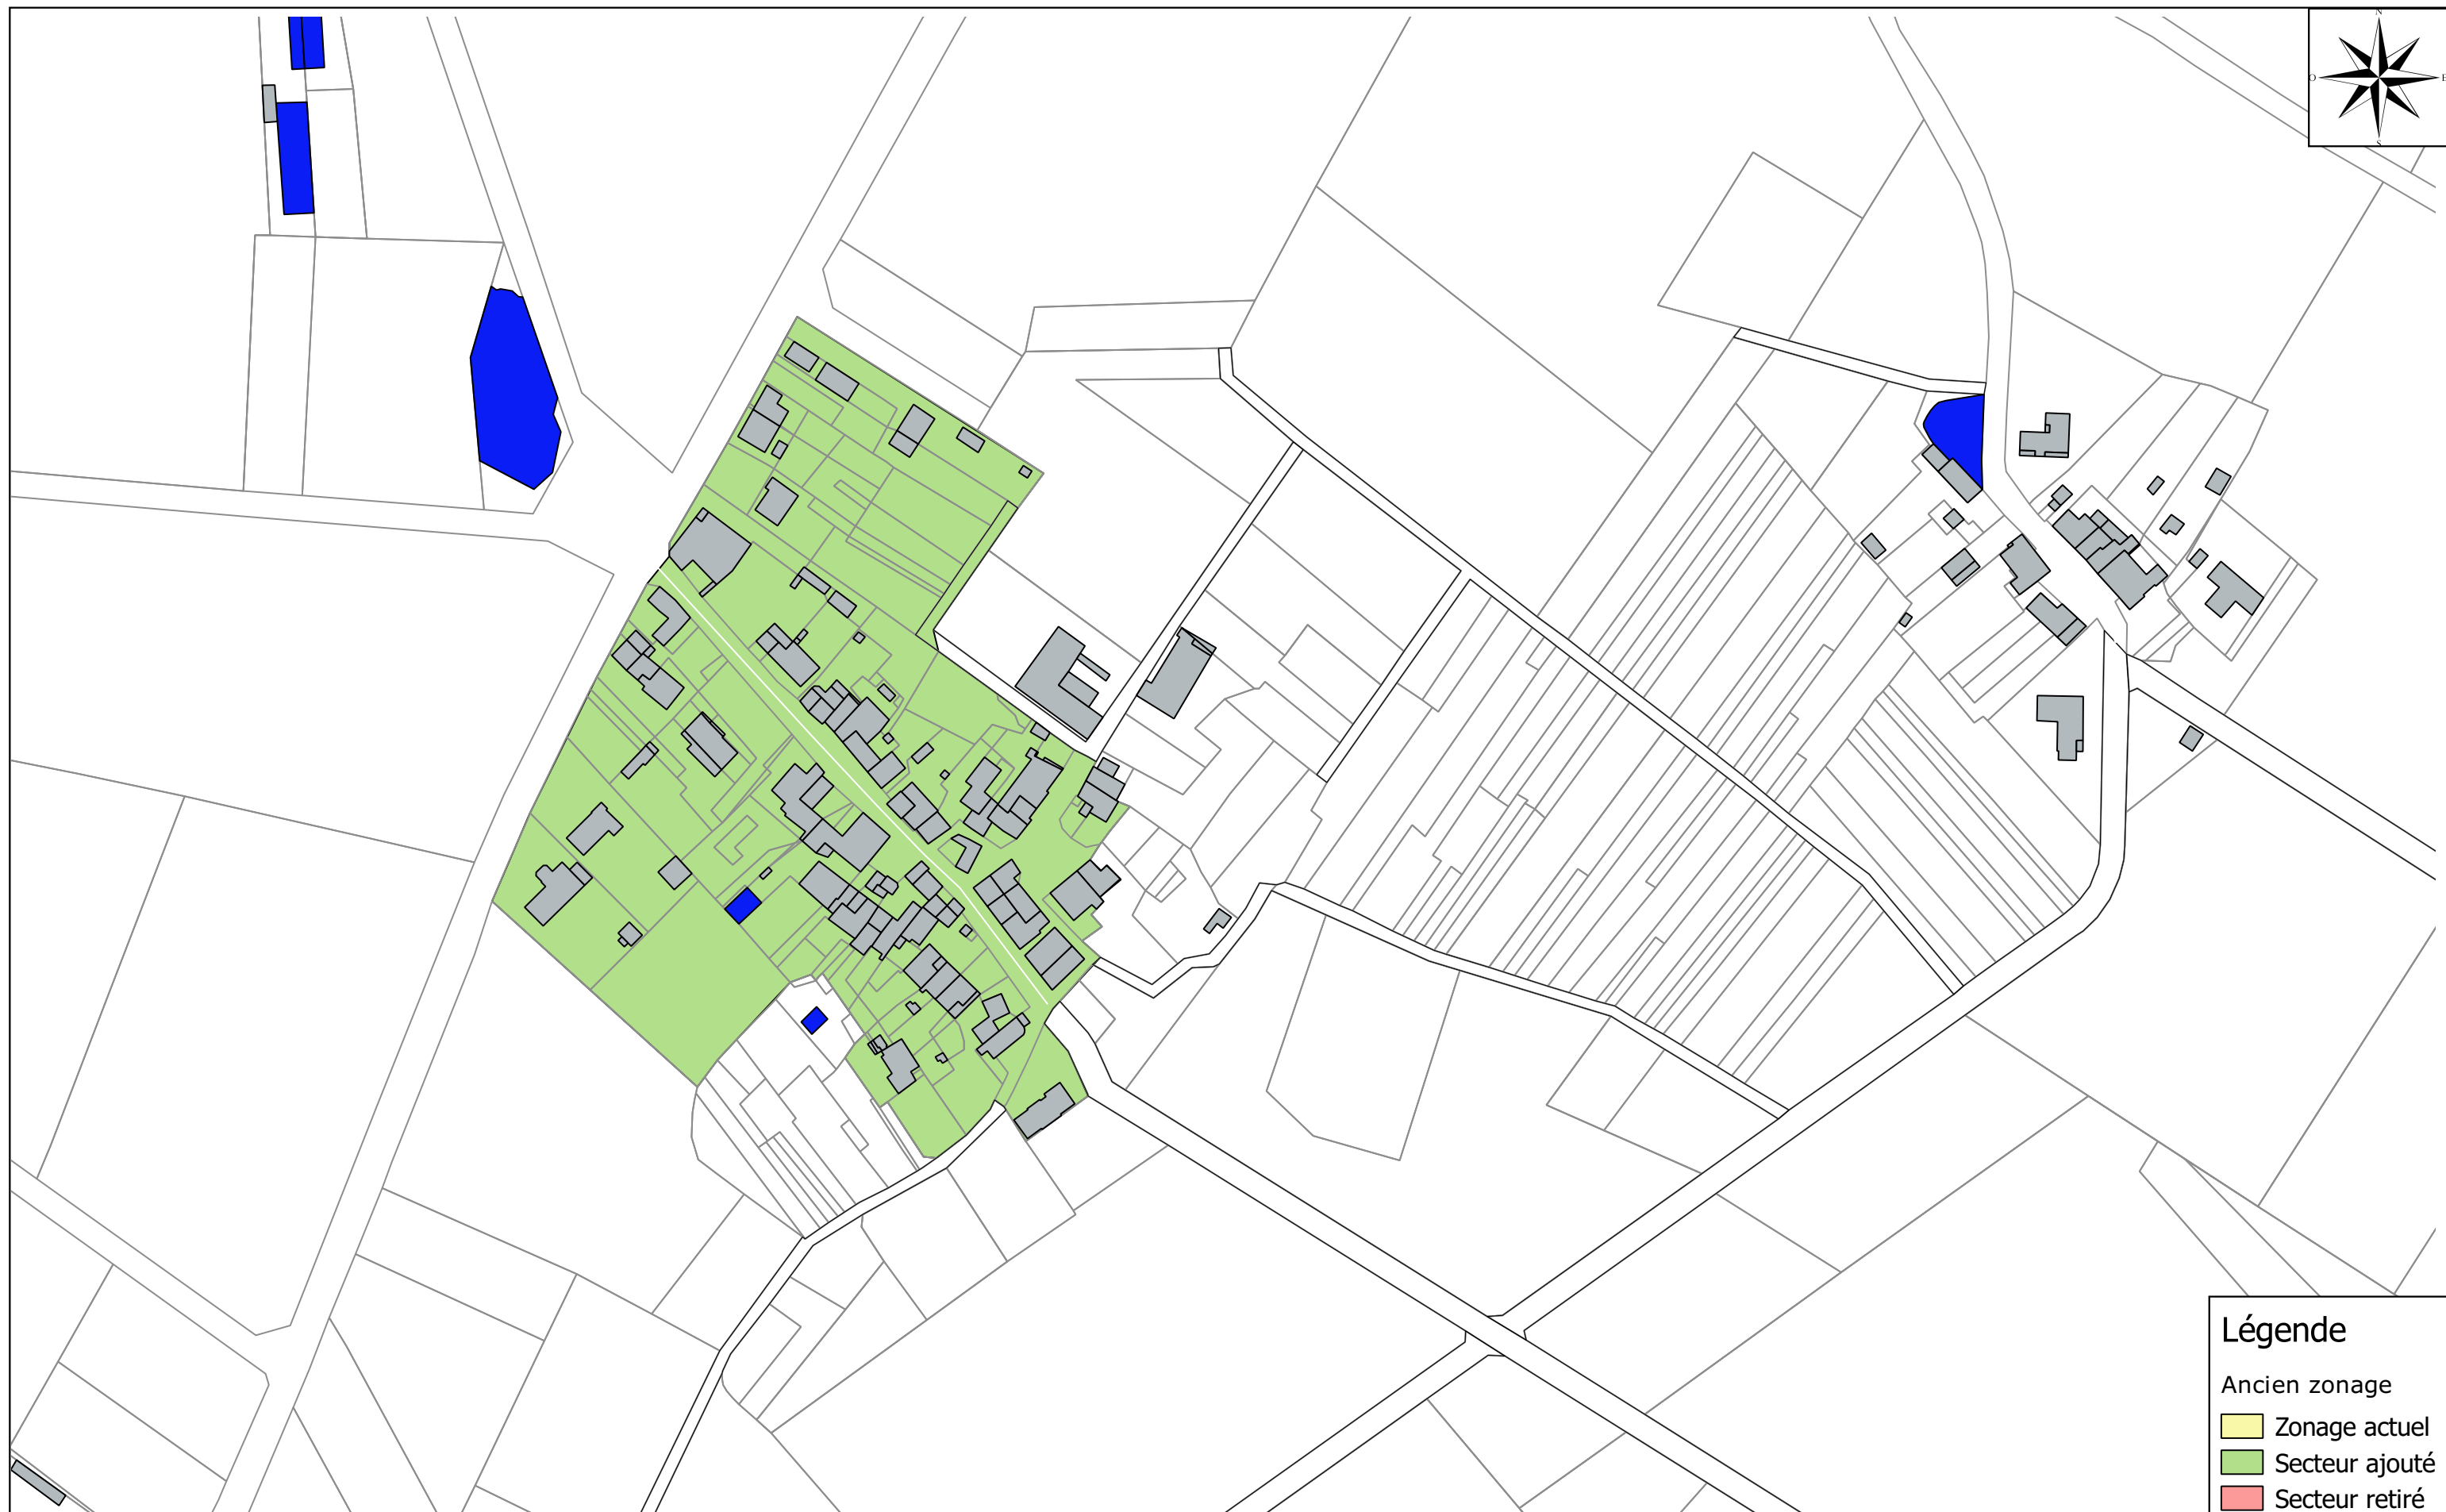 N
O
E
S
Légende
Ancien zonage
Zonage actuel
Secteur ajouté
Secteur retiré